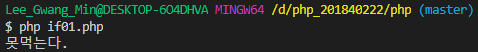 Lee_Gwang_Min@DESKTOP-6O4DHVA MINGW64 /d/php_201840222/php (master)
$ php if01.php
못먹는다.